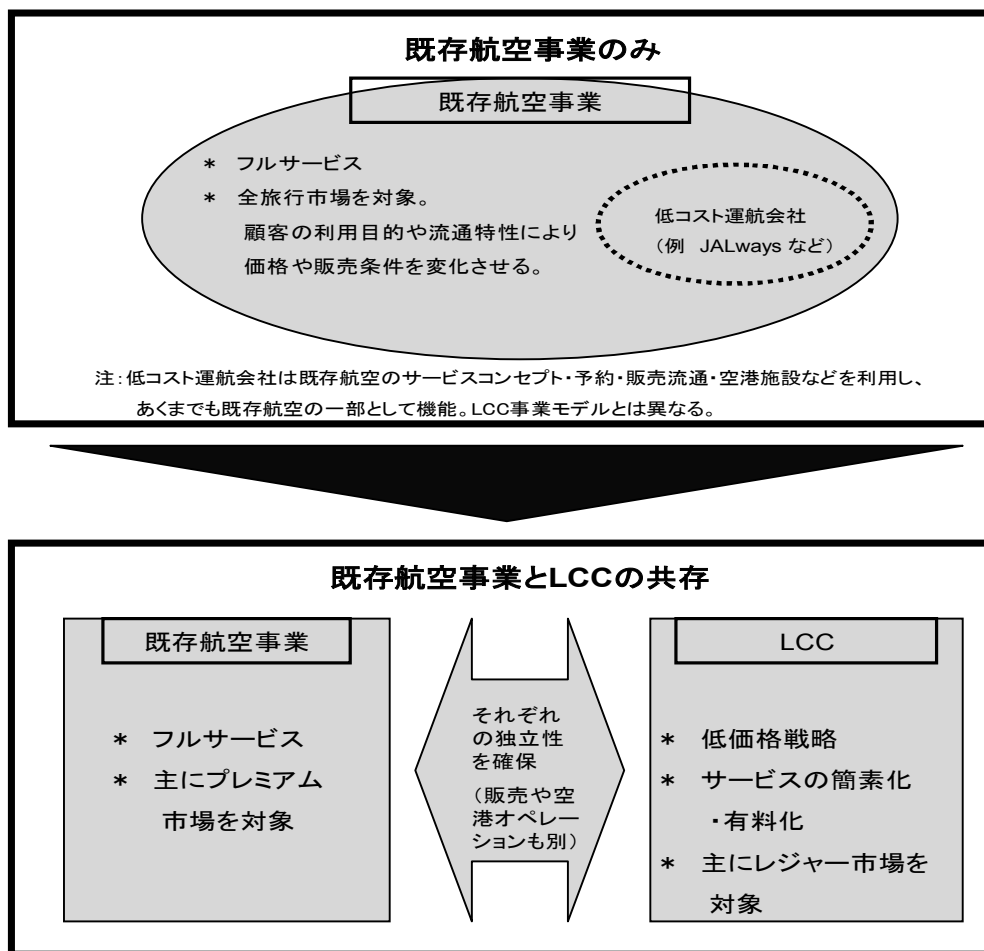 既存航空事業のみ
既存航空事業
* フルサービス
* 全旅行市場を対象。
顧客の利用目的や流通特性により
価格や販売条件を変化させる。
低コスト運航会社
（例 JALways など）
注：低コスト運航会社は既存航空のサービスコンセプト・予約・販売流通・空港施設などを利用し、
あくまでも既存航空の一部として機能。LCC事業モデルとは異なる。
既存航空事業とLCCの共存
既存航空事業
* フルサービス
* 主にプレミアム
市場を対象
それぞれ
の独立性
を確保
（販売や空
港オペレー
ションも別）
LCC
* 低価格戦略
* サービスの簡素化
・有料化
* 主にレジャー市場を
対象